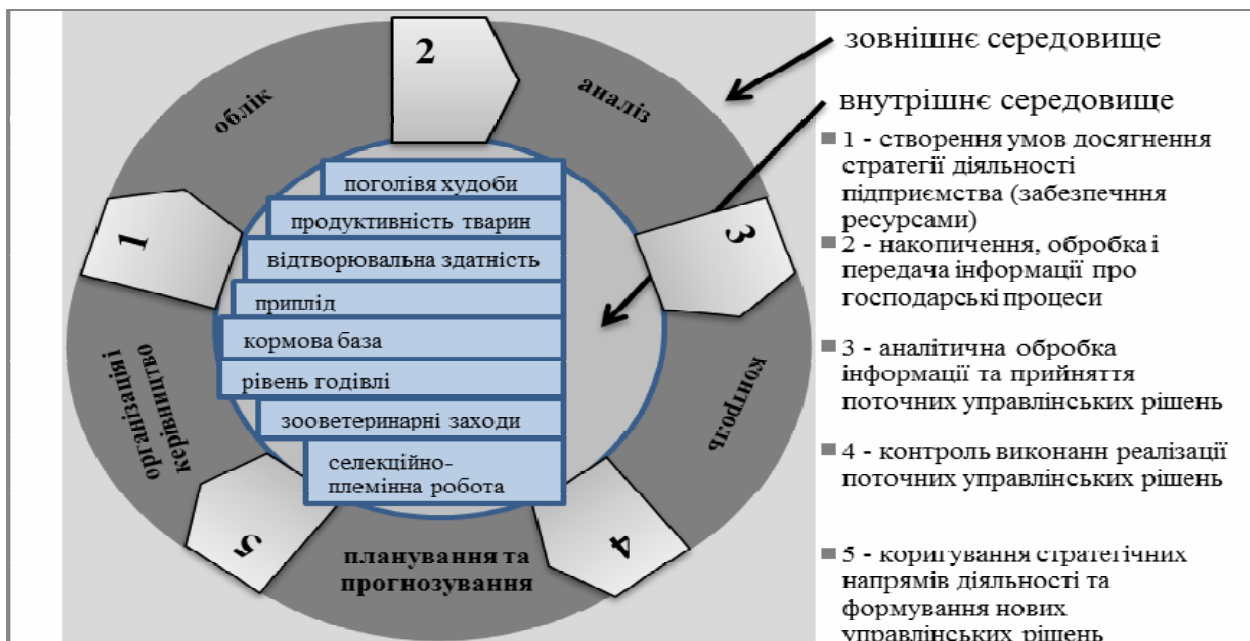 зовнішнє середовище
внутрішнє середовище
2
облік
аналіз
1
3
поголівя худоби
продуктивність тварин
відтворювальна здатність
приплід
кормова база
рівень годівлі
зооветеринарні заходи
селекційно-
племінна робота
організація і
керівництво
контроль
5
4
планування та
прогнозування
1 - створення умов досягнення
стратегії діяльності
підприємства (забезпечння
ресурсами)
2 - накопичення, обробка і
передача інформації про
господарські процеси
3 - аналітична обробка
інформації та прийняття
поточних управлінських рішень
4 - контроль виконанн реалізації
поточних управлінських рішень
5 - коригування стратегічних
напрямів діяльності та
формування нових
управлінських рішень